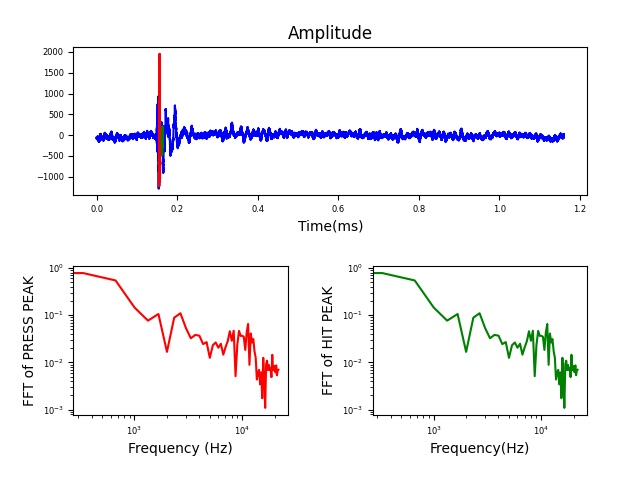 Amplitude
2000
1500
1000
500
0
−500
−1000
0.0 0.2 0.4 0.6 0.8 1.0 1.2
Time(ms)
FFT of PRESS PEAK
10⁰
10⁻¹
10⁻²
10⁻³
10³ 10⁴
Frequency (Hz)
FFT of HIT PEAK
10⁰
10⁻¹
10⁻²
10⁻³
10³ 10⁴
Frequency(Hz)